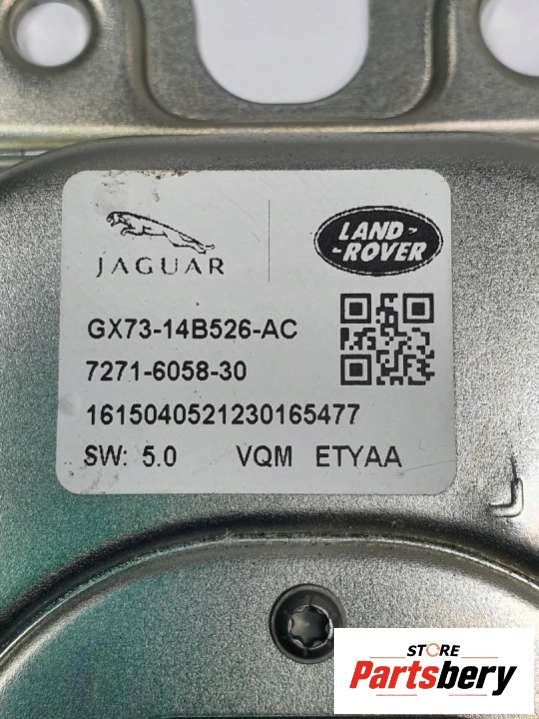 JAGUAR
LAND-
-ROVER
GX73-14B526-AC
7271-6058-30
1615040521230165477
SW: 5.0 VQM ETYAA
STORE
Partsbery